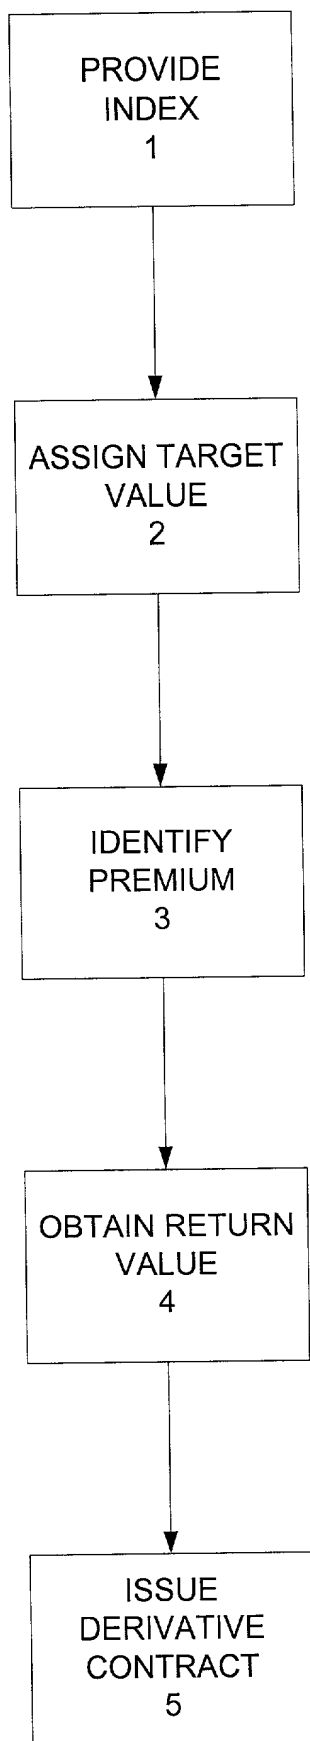 PROVIDE
INDEX
1
ASSIGN TARGET
VALUE
2
IDENTIFY
PREMIUM
3
OBTAIN RETURN
VALUE
4
ISSUE
DERIVATIVE
CONTRACT
5